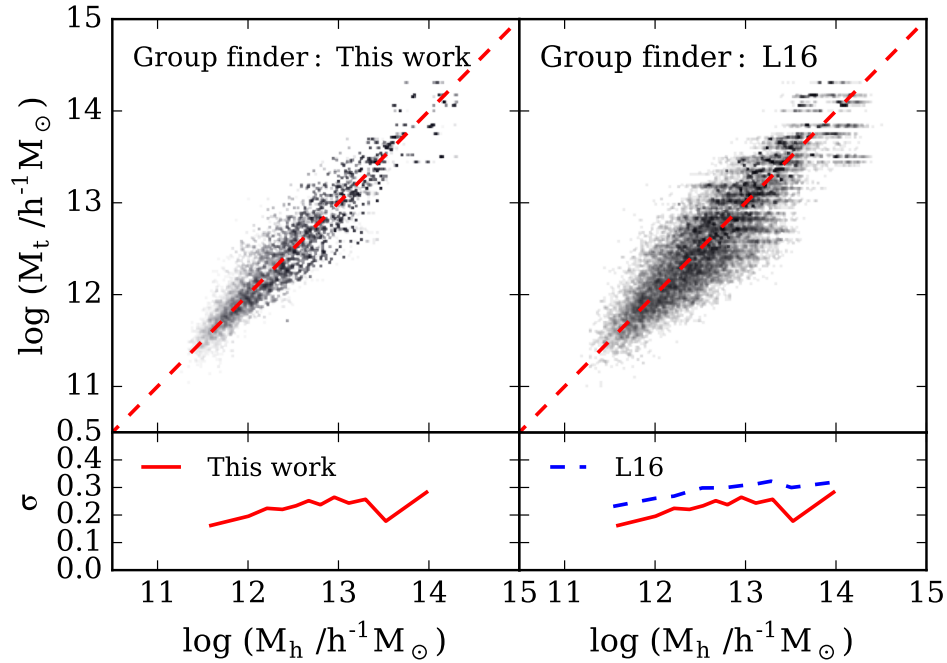 15
14
13
12
11
log (M_t /h^-1 M_⊙)
Group finder : This work
Group finder : L16
0.5
0.4
0.3
0.2
0.1
0.0
σ
This work
L16
11 12 13 14 15
11 12 13 14 15
log (M_h /h^-1 M_⊙)
log (M_h /h^-1 M_⊙)